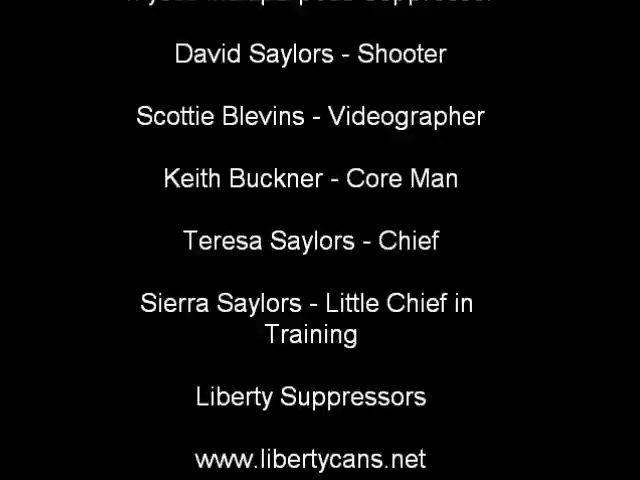 David Saylors - Shooter
Scottie Blevins - Videographer
Keith Buckner - Core Man
Teresa Saylors - Chief
Sierra Saylors - Little Chief in
Training
Liberty Suppressors
www.libertycans.net